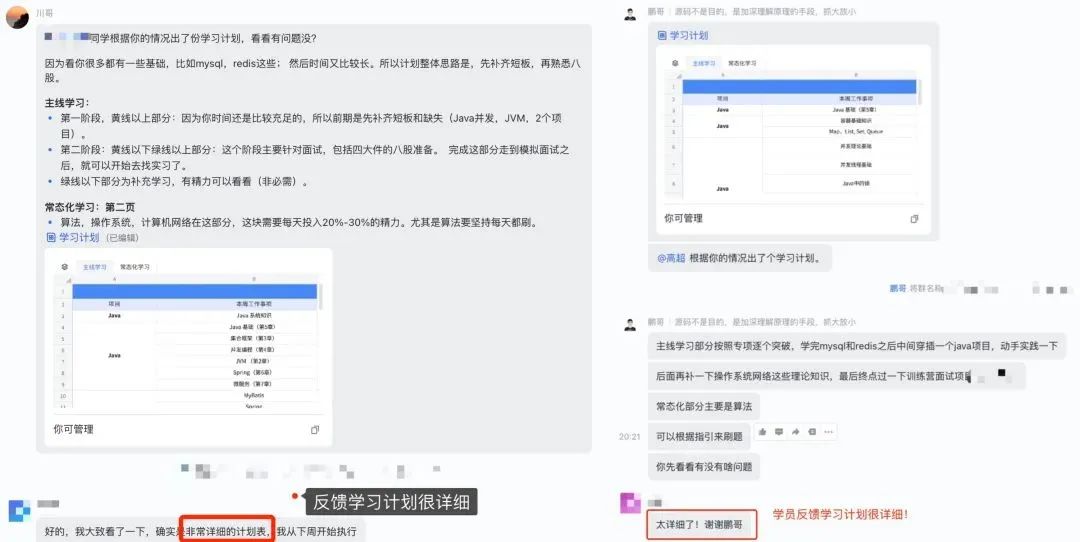 川哥
同学根据你的情况出了份学习计划，看看有问题没？
因为看你很多都有一些基础，比如mysql，redis这些； 然后时间又比较长。所以计划整体思路是，先补齐短板，再熟悉八
股。
主线学习：
• 第一阶段，黄线以上部分：因为你时间还是比较充足的，所以前期是先补齐短板和缺失（Java并发，JVM，2个项
目）。
• 第二阶段：黄线以下绿线以上部分：这个阶段主要针对面试，包括四大件的八股准备。 完成这部分走到模拟面试之
后，就可以开始去找实习了。
• 绿线以下部分为补充学习，有精力可以看看（非必需）。
常态化学习：第二页
• 算法，操作系统，计算机网络在这部分，这块需要每天投入20%-30%的精力。尤其是算法要坚持每天都刷。
学习计划 （已编辑）
主线学习 常态化学习
A B
1
2 项目 本周工作事项
3 Java Java 系统知识
4 Java 基础（第5章）
5 集合框架（第3章）
6 Java 并发编程（第4章）
7 JVM（第2章）
8 Spring（第6章）
9 微服务（第7章）
10 MyBatis
11 Spring
你可管理
反馈学习计划很详细
好的，我大致看了一下，确实是非常详细的计划表，我从下周开始执行
鹏哥 | 源码不是目的，是加深理解原理的手段，抓大放小
学习计划
主线学习 常态化学习
1
2 项目 本周工作事项
3 Java Java 基础（第5章）
4 Java 容器基础知识
5 Map、List, Set, Queue
6 并发理论基础
7 并发线程基础
8 Java Java中的锁
你可管理
@高超 根据你的情况出了个学习计划。
鹏哥 将群名称
鹏哥 | 源码不是目的，是加深理解原理的手段，抓大放小
主线学习部分按照专项逐个突破，学完mysql和redis之后中间穿插一个java项目，动手实践一下
后面再补一下操作系统网络这些理论知识，最后终点过一下训练营面试项目
常态化部分主要是算法
20:21 可以根据指引来刷题
你先看看有没有啥问题
太详细了！谢谢鹏哥
学员反馈学习计划很详细！